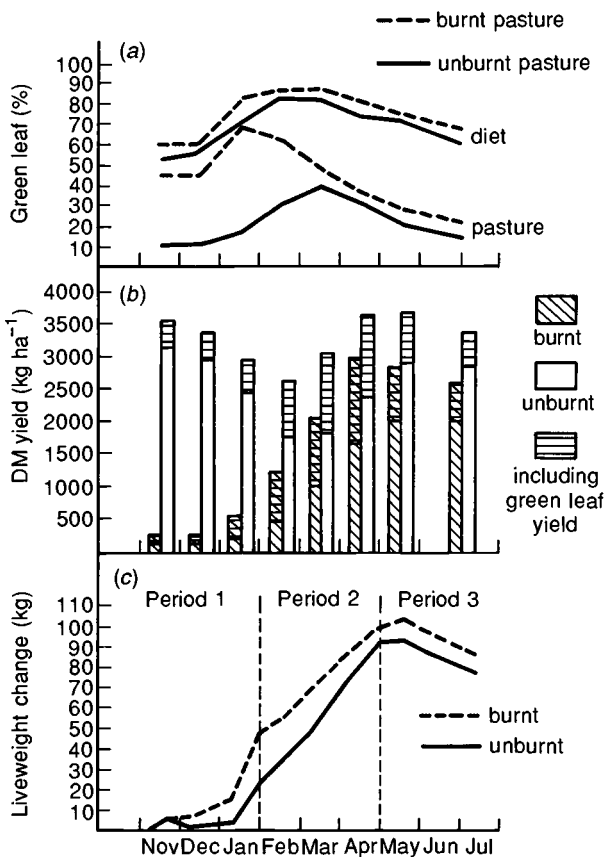 burnt pasture
unburnt pasture
(a)
Green leaf (%)
100
90
80
70
60
50
40
30
20
10
diet
pasture
(b)
DM yield (kg ha⁻¹)
4000
3500
3000
2500
2000
1500
1000
500
burnt
unburnt
including
green leaf
yield
(c)
Liveweight change (kg)
110
100
90
80
70
60
50
40
30
20
10
Period 1
Period 2
Period 3
burnt
unburnt
Nov Dec Jan Feb Mar Apr May Jun Jul